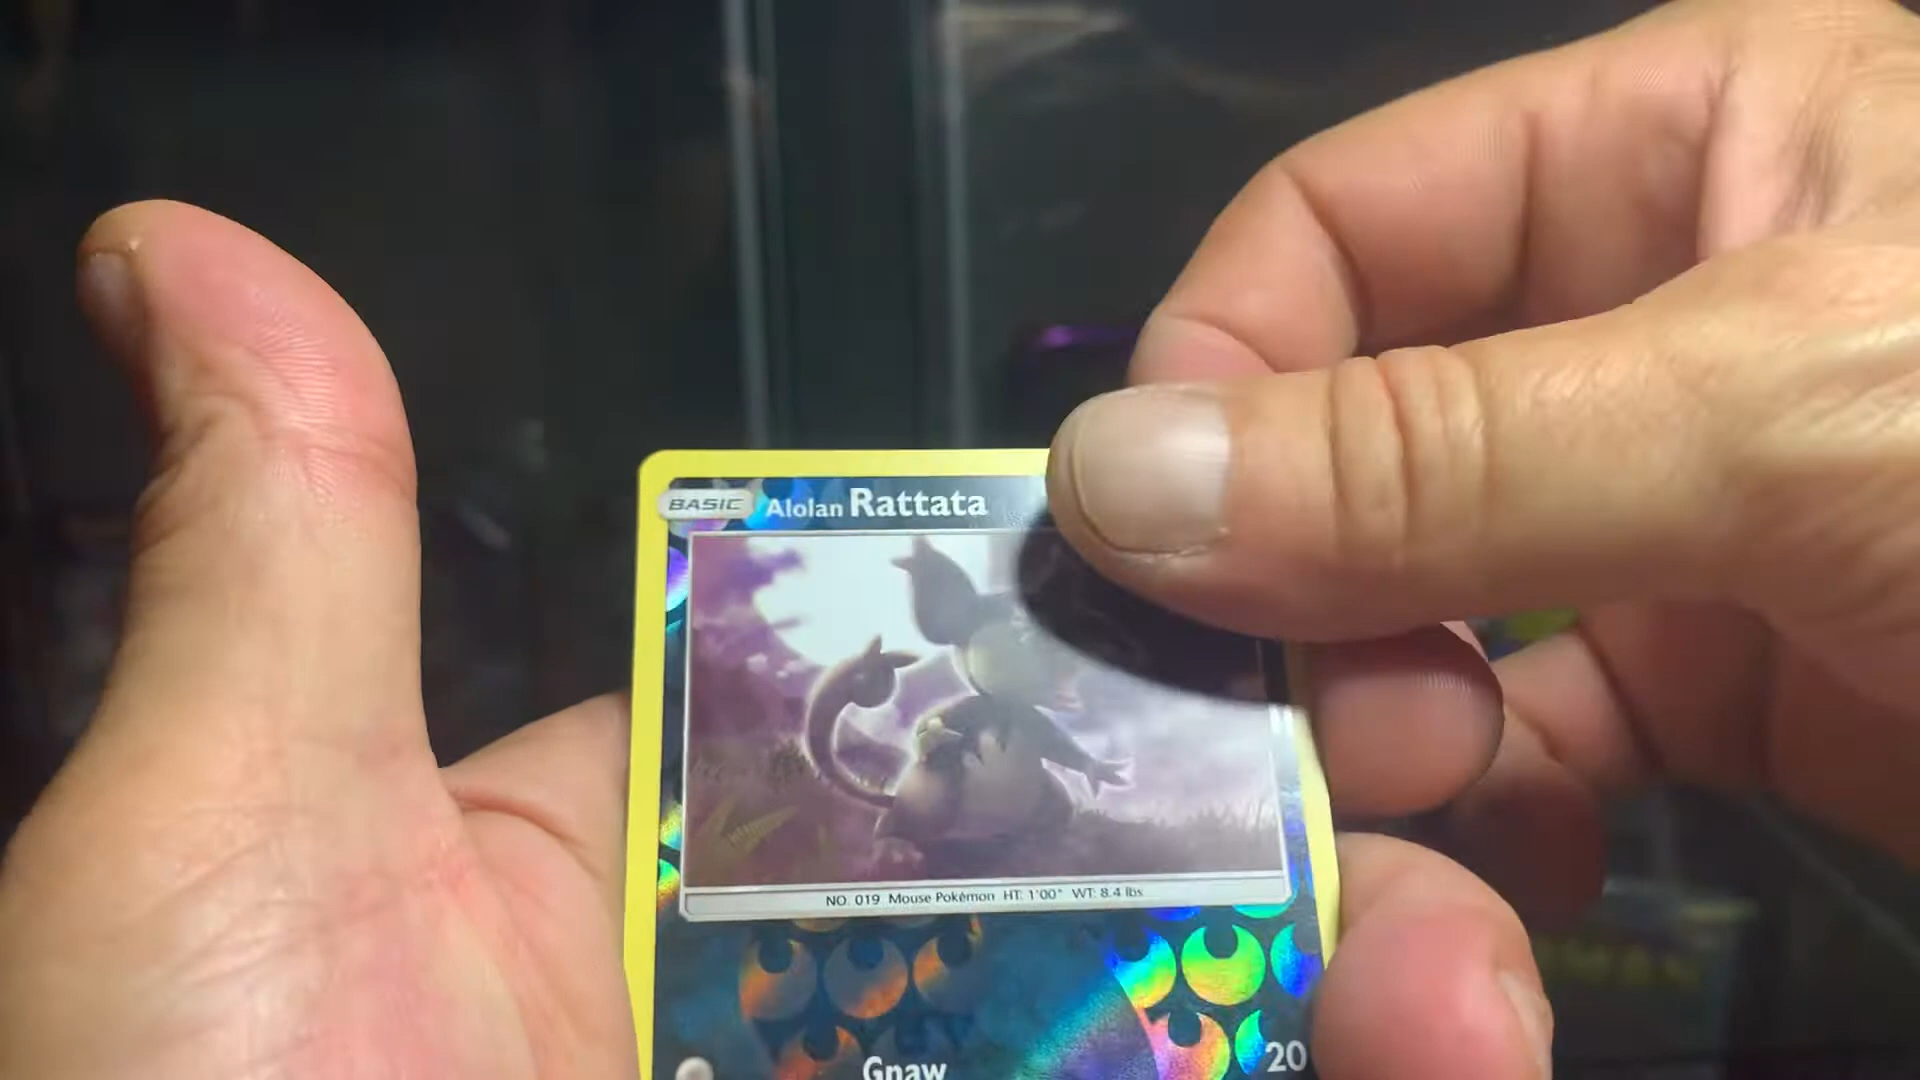 BASIC Alolan Rattata
NO. 019 Mouse Pokémon HT: 1'00" WT: 8.4 lbs.
Gnaw 20